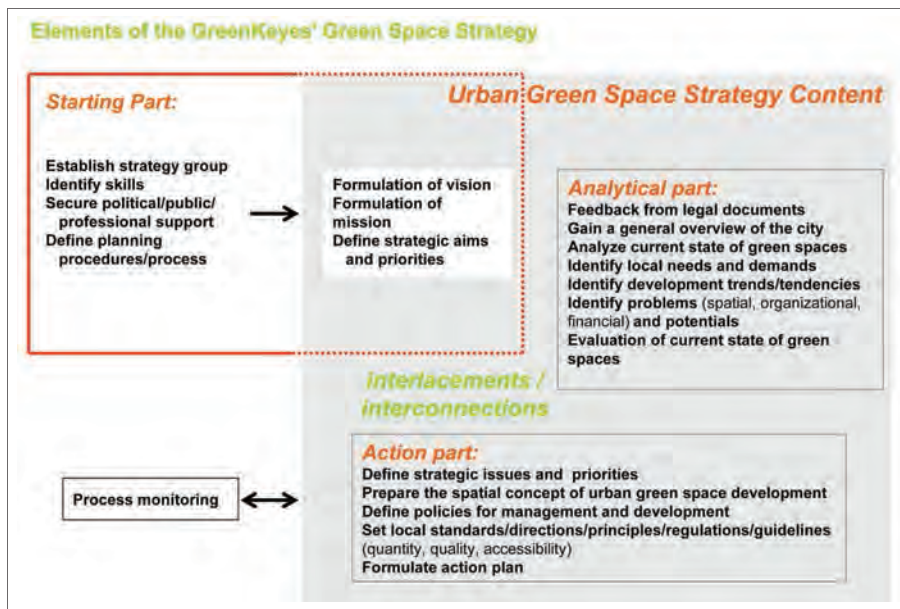 Elements of the GreenKeyes' Green Space Strategy
Starting Part:
Establish strategy group
Identify skills
Secure political/public/
professional support
Define planning
procedures/process
Urban Green Space Strategy Content
Formulation of vision
Formulation of
mission
Define strategic aims
and priorities
Analytical part:
Feedback from legal documents
Gain a general overview of the city
Analyze current state of green spaces
Identify local needs and demands
Identify development trends/tendencies
Identify problems (spatial, organizational,
financial) and potentials
Evaluation of current state of green
spaces
interlacements /
interconnections
Process monitoring
Action part:
Define strategic issues and priorities
Prepare the spatial concept of urban green space development
Define policies for management and development
Set local standards/directions/principles/regulations/guidelines
(quantity, quality, accessibility)
Formulate action plan